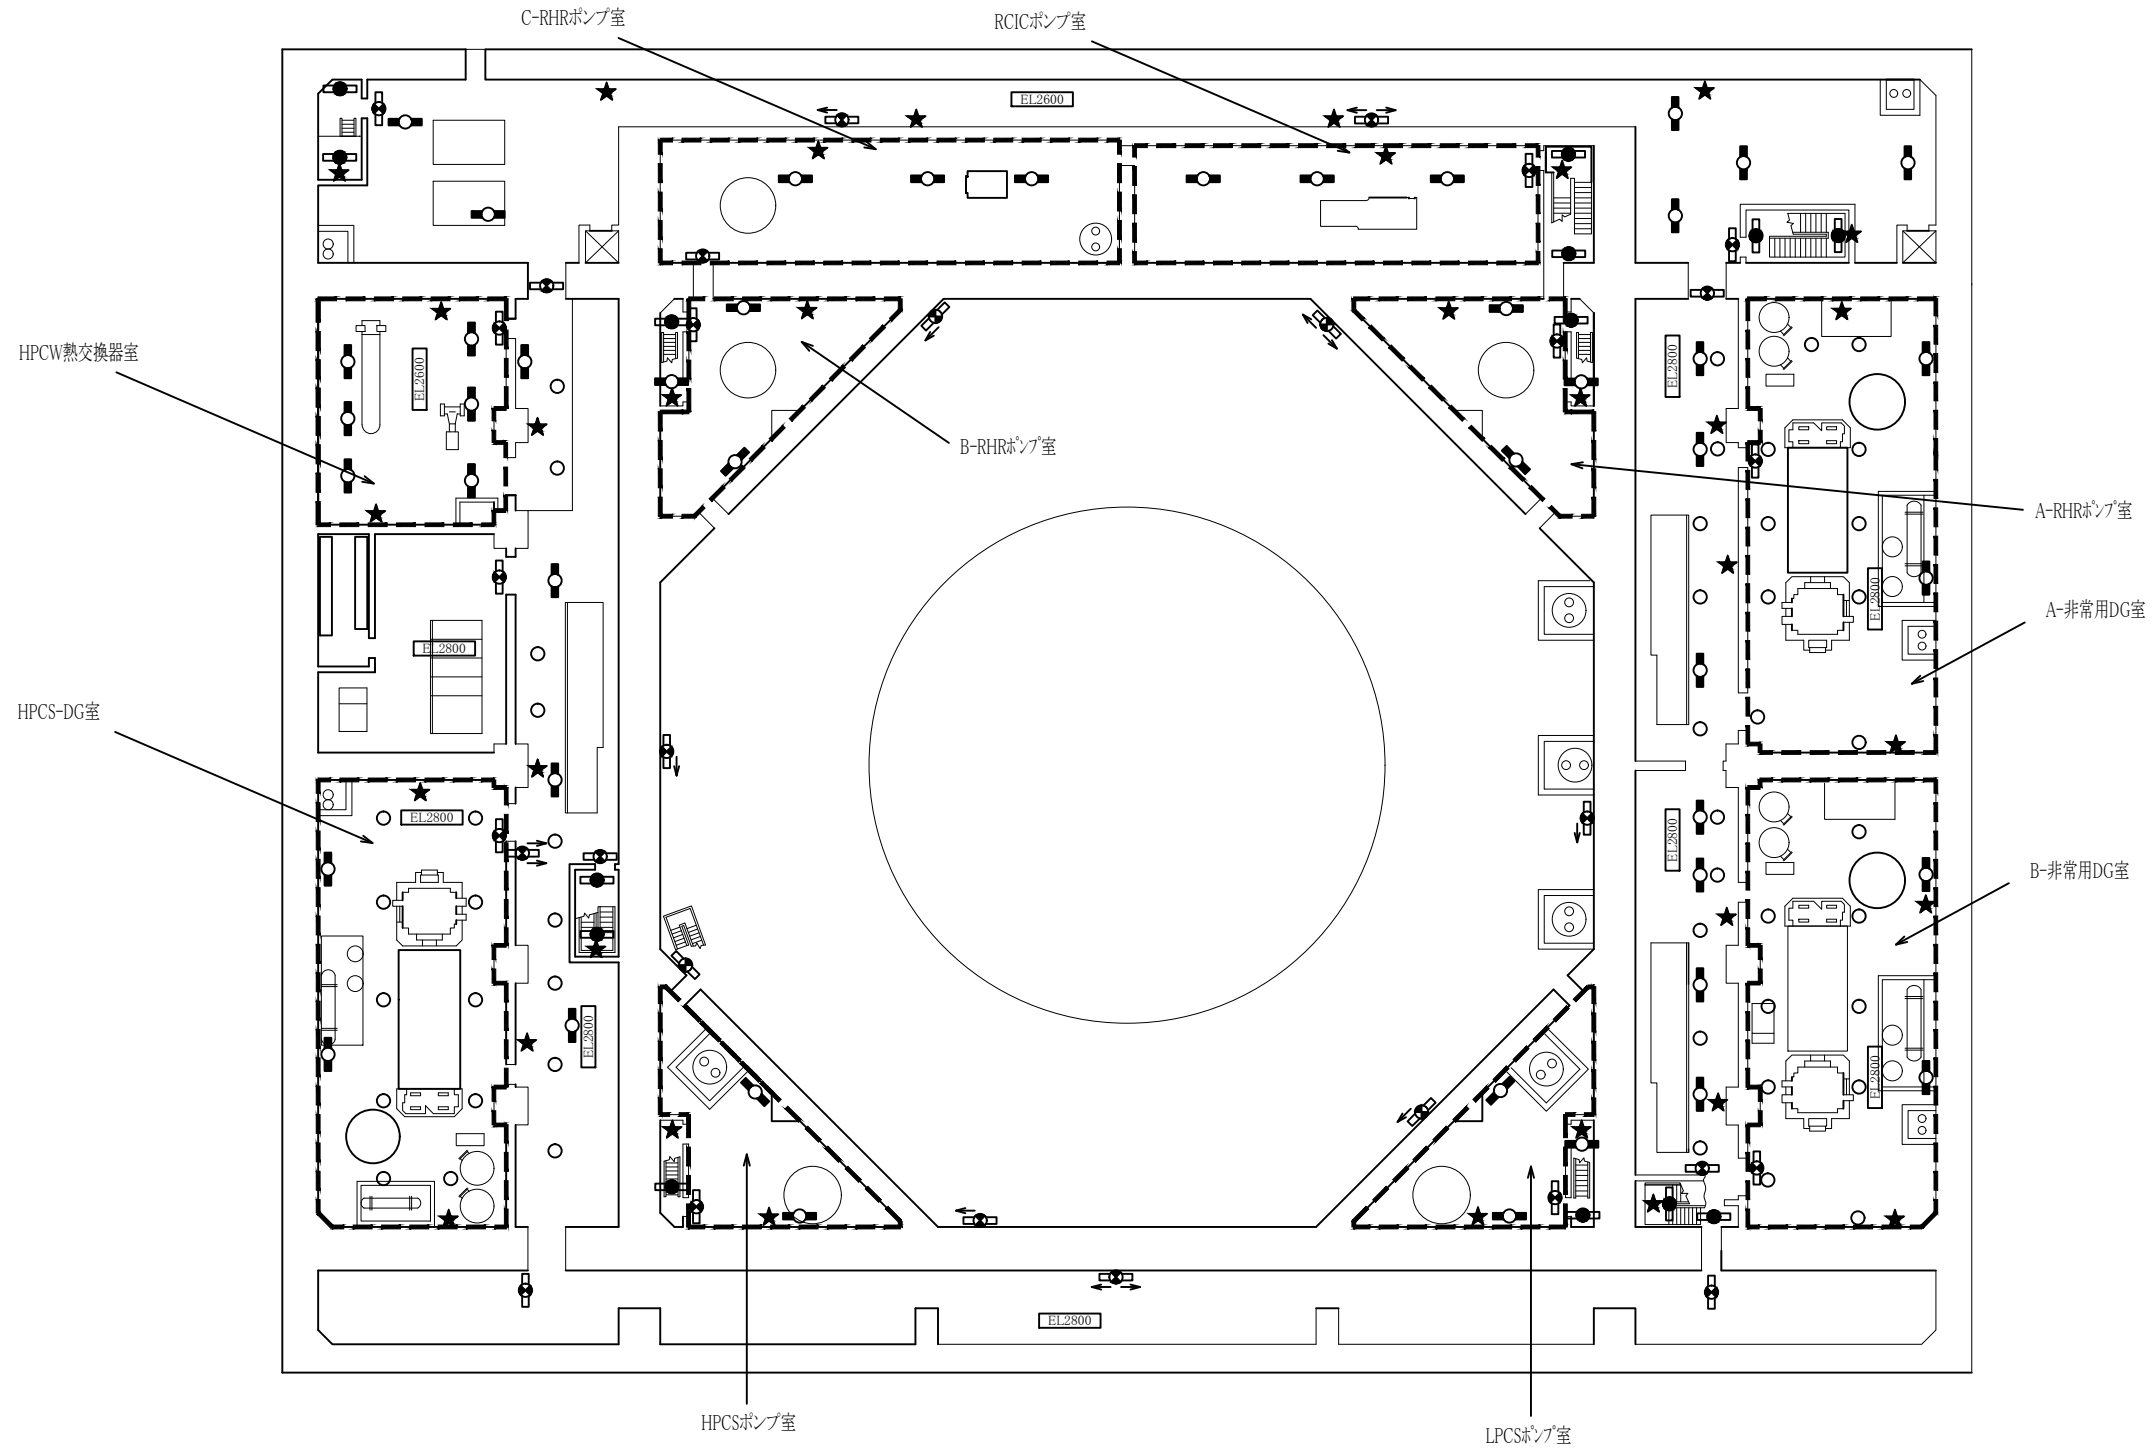 C-RHRポンプ室
RCICポンプ室
EL2600
HPCW熱交換器室
EL2600
EL2800
B-RHRポンプ室
A-RHRポンプ室
EL2800
A-非常用DG室
EL2800
HPCS-DG室
EL2800
EL2800
B-非常用DG室
EL2800
EL2800
EL2800
HPCSポンプ室
LPCSポンプ室